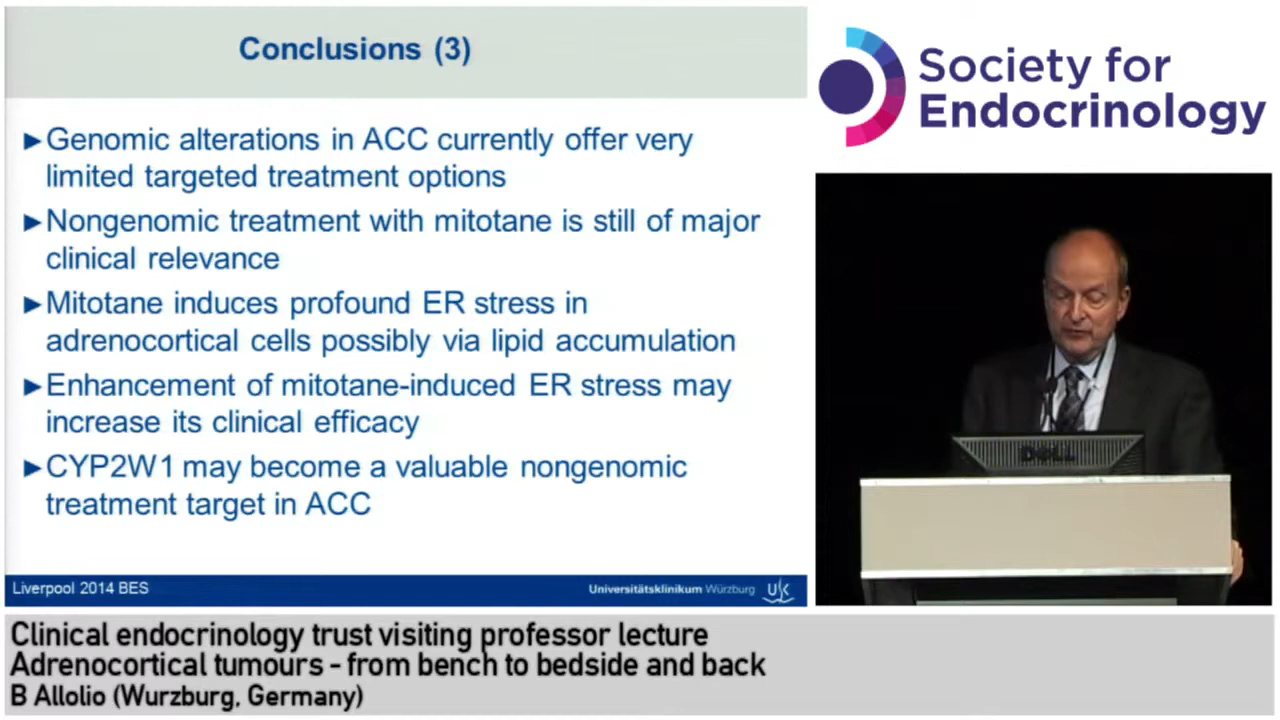 Conclusions (3)
►Genomic alterations in ACC currently offer very
limited targeted treatment options
►Nongenomic treatment with mitotane is still of major
clinical relevance
►Mitotane induces profound ER stress in
adrenocortical cells possibly via lipid accumulation
►Enhancement of mitotane-induced ER stress may
increase its clinical efficacy
►CYP2W1 may become a valuable nongenomic
treatment target in ACC
Liverpool 2014 BES
Universitätsklinikum Würzburg
UK
Society for
Endocrinology
DELL
Clinical endocrinology trust visiting professor lecture
Adrenocortical tumours - from bench to bedside and back
B Allolio (Wurzburg, Germany)